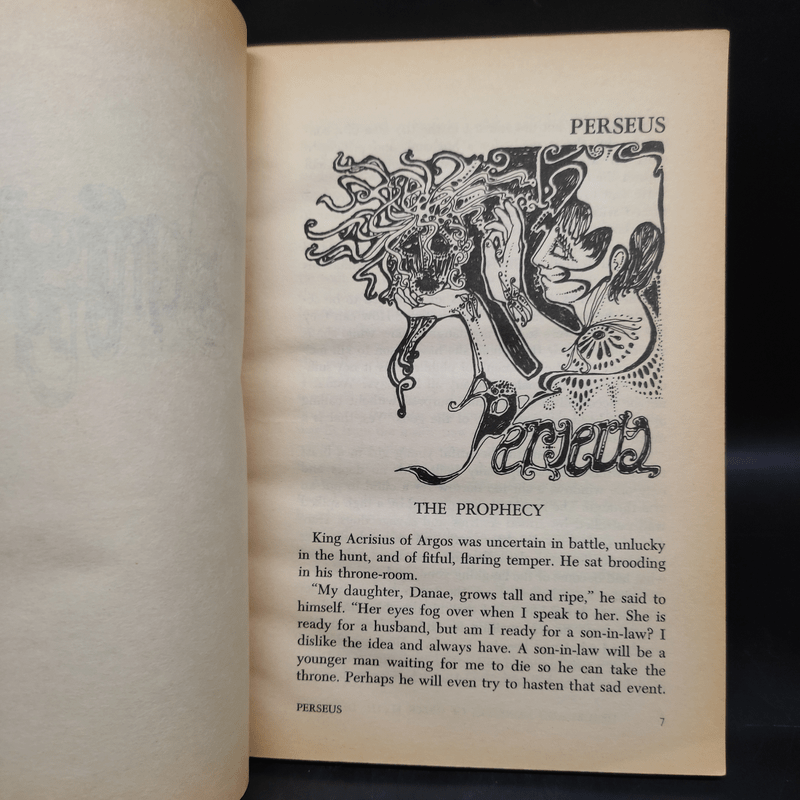 PERSEUS
Perseus
THE PROPHECY
King Acrisius of Argos was uncertain in battle, unlucky
in the hunt, and of fitful, flaring temper. He sat brooding
in his throne-room.
“My daughter, Danae, grows tall and ripe,” he said to
himself. “Her eyes fog over when I speak to her. She is
ready for a husband, but am I ready for a son-in-law? I
dislike the idea and always have. A son-in-law will be a
younger man waiting for me to die so he can take the
throne. Perhaps he will even try to hasten that sad event.
PERSEUS
7